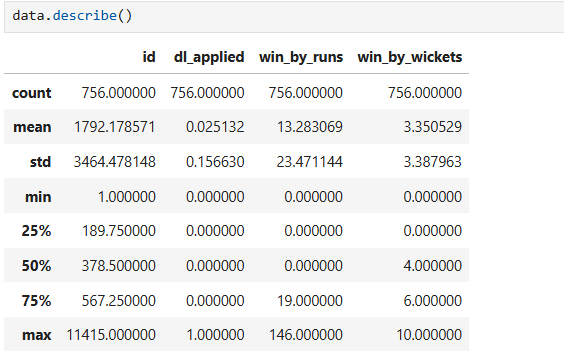 data.describe()
id dl_applied win_by_runs win_by_wickets
count 756.000000 756.000000 756.000000 756.000000
mean 1792.178571 0.025132 13.283069 3.350529
std 3464.478148 0.156630 23.471144 3.387963
min 1.000000 0.000000 0.000000 0.000000
25% 189.750000 0.000000 0.000000 0.000000
50% 378.500000 0.000000 0.000000 4.000000
75% 567.250000 0.000000 19.000000 6.000000
max 11415.000000 1.000000 146.000000 10.000000